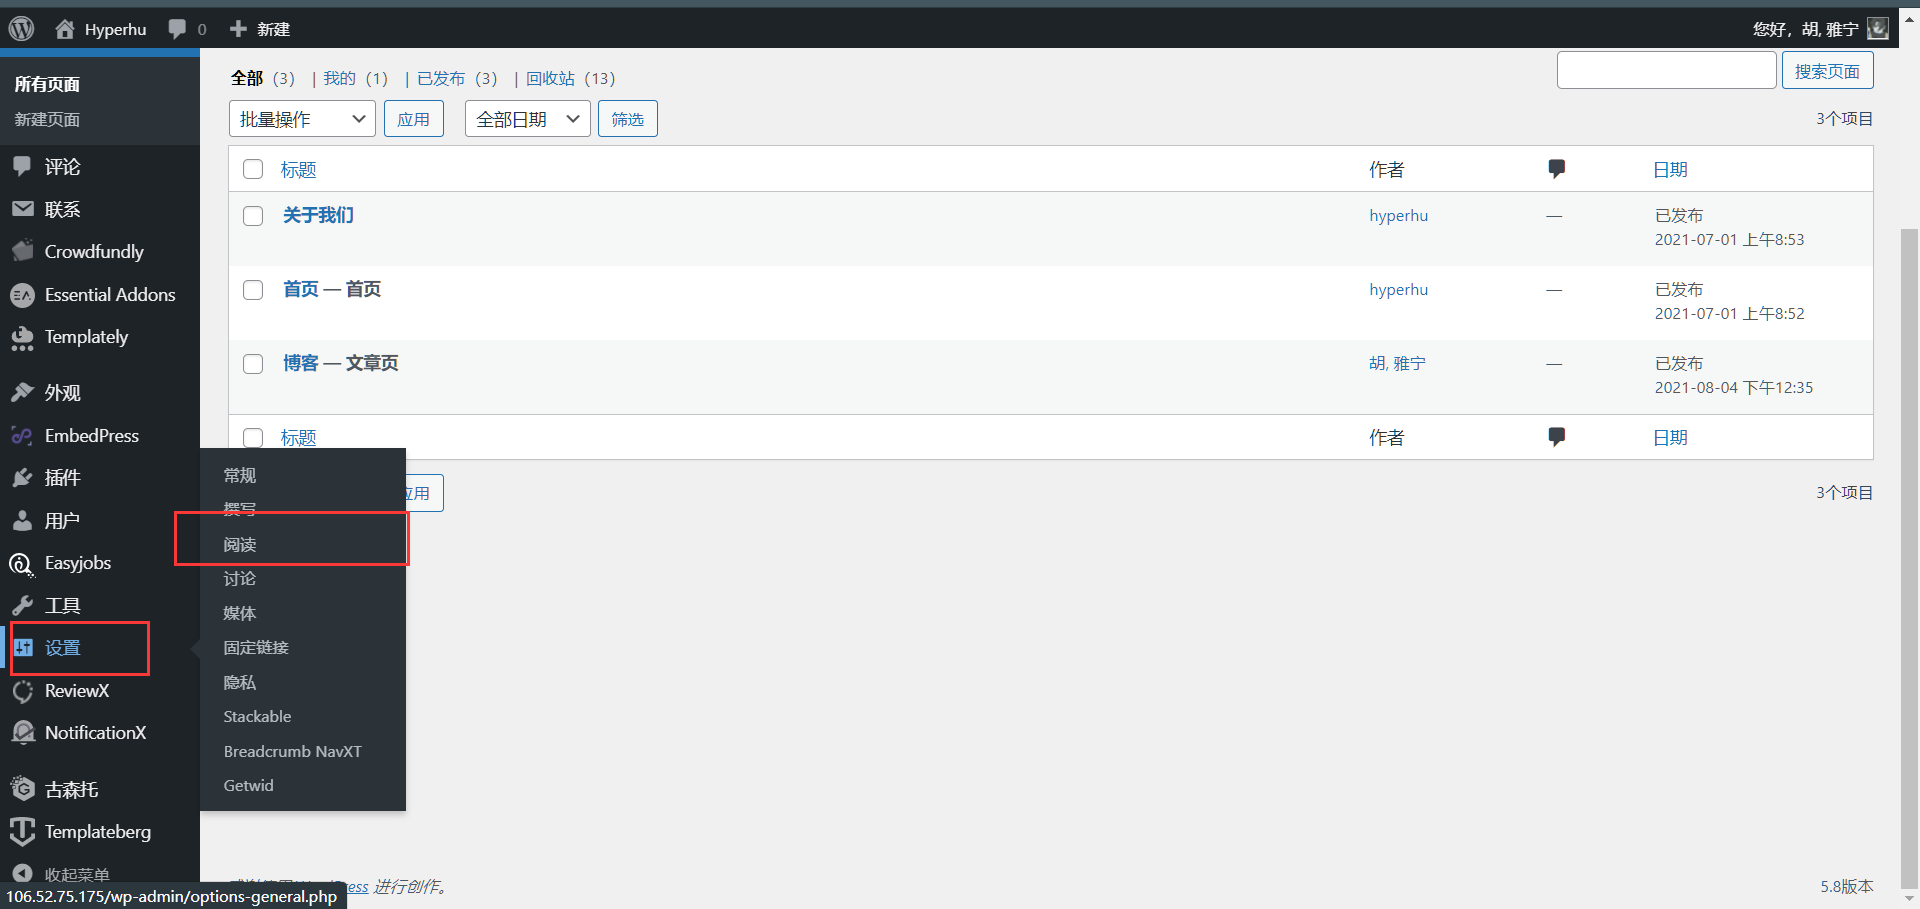 Hyperhu 0 新建 您好，胡, 雅宁
所有页面
新建页面
评论
联系
Crowdfundly
Essential Addons
Templately
外观
EmbedPress
插件
用户
Easyjobs
工具
设置
ReviewX
NotificationX
古森托
Templateberg
收起菜单
全部 (3) | 我的 (1) | 已发布 (3) | 回收站 (13)
搜索页面
批量操作 应用 全部日期 筛选 3个项目
标题 作者 日期
关于我们 hyperhu — 已发布
2021-07-01 上午8:53
首页 — 首页 hyperhu — 已发布
2021-07-01 上午8:52
博客 — 文章页 胡, 雅宁 — 已发布
2021-08-04 下午12:35
标题 作者 日期
应用 3个项目
常规
撰写
阅读
讨论
媒体
固定链接
隐私
Stackable
Breadcrumb NavXT
Getwid
进行创作。 5.8版本
106.52.75.175/wp-admin/options-general.php